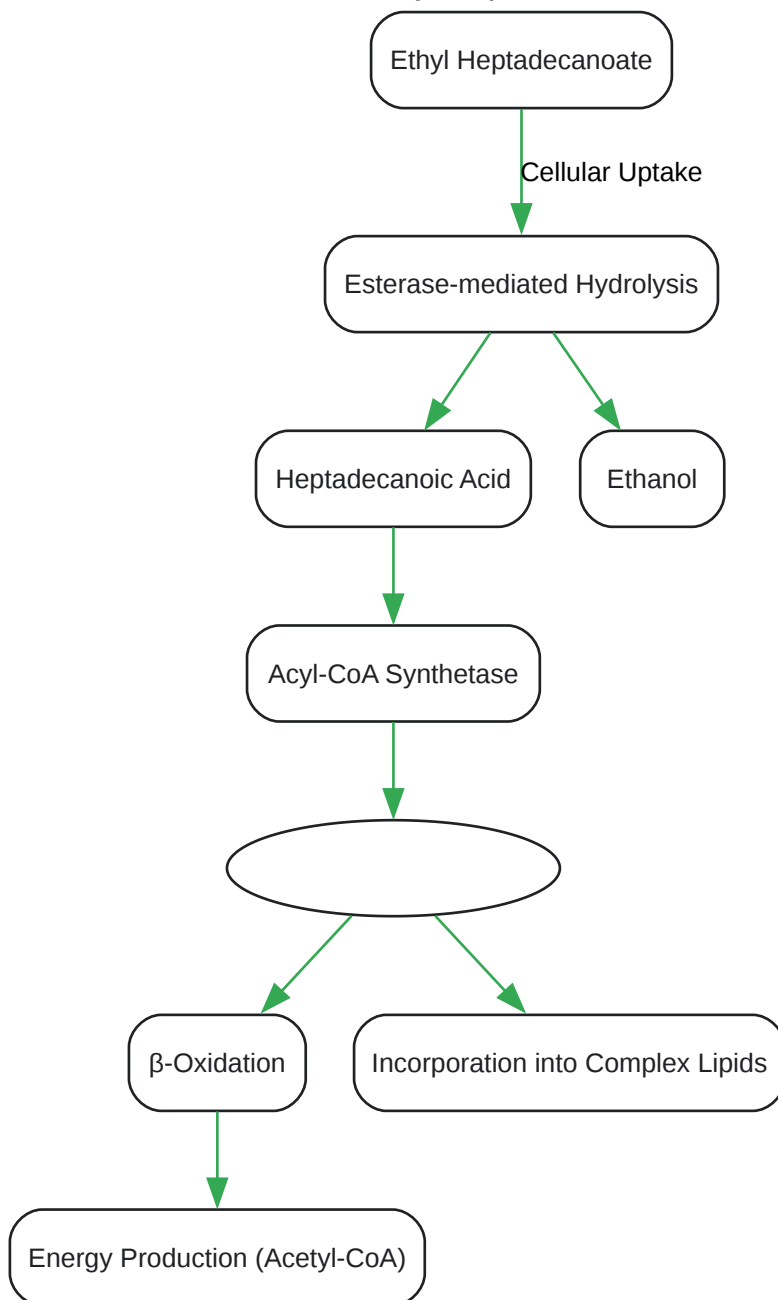 Ethyl Heptadecanoate
Cellular Uptake
Esterase-mediated Hydrolysis
Heptadecanoic Acid
Ethanol
Acyl-CoA Synthetase
β-Oxidation
Incorporation into Complex Lipids
Energy Production (Acetyl-CoA)